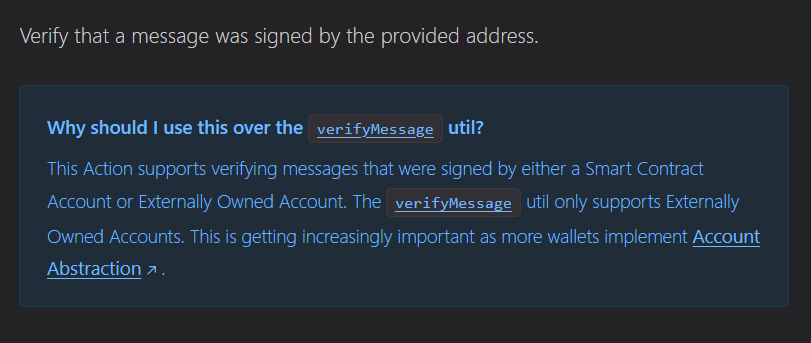 Verify that a message was signed by the provided address.
Why should I use this over the verifyMessage util?
This Action supports verifying messages that were signed by either a Smart Contract
Account or Externally Owned Account. The verifyMessage util only supports Externally
Owned Accounts. This is getting increasingly important as more wallets implement Account
Abstraction ↗ .